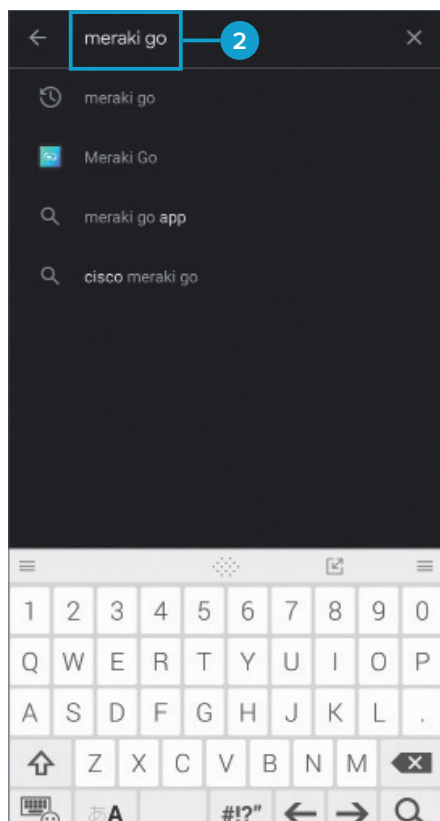 meraki go
2
meraki go
Meraki Go
meraki go app
cisco meraki go
1 2 3 4 5 6 7 8 9 0
Q W E R T Y U I O P
A S D F G H J K L .
Z X C V B N M
あA #!?"